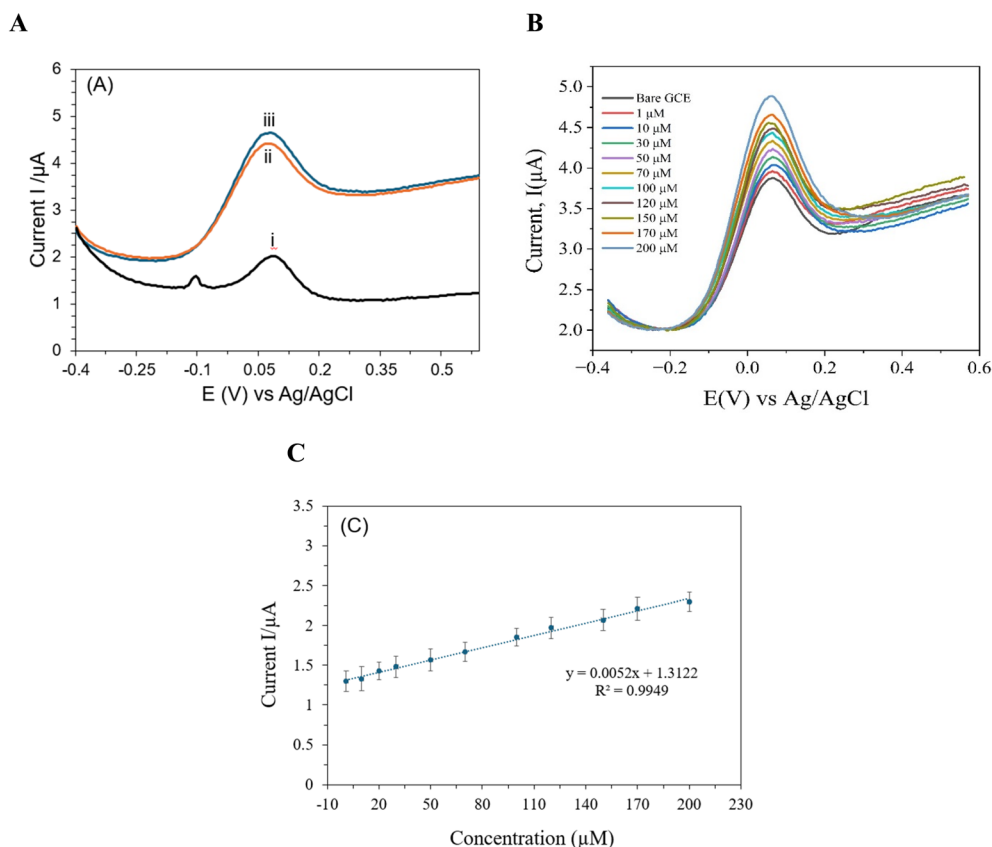 A
(A)
iii
ii
i
Current I /μA
6
5
4
3
2
1
0
-0.4
-0.25
-0.1
0.05
0.2
0.35
0.5
E (V) vs Ag/AgCl
B
Bare GCE
1 μM
10 μM
30 μM
50 μM
70 μM
100 μM
120 μM
150 μM
170 μM
200 μM
Current, I(μA)
5.0
4.5
4.0
3.5
3.0
2.5
2.0
−0.4
−0.2
0.0
0.2
0.4
0.6
E(V) vs Ag/AgCl
C
(C)
Current I/μA
3.5
3
2.5
2
1.5
1
0.5
0
y = 0.0052x + 1.3122
R² = 0.9949
-10
20
50
80
110
140
170
200
230
Concentration (μM)